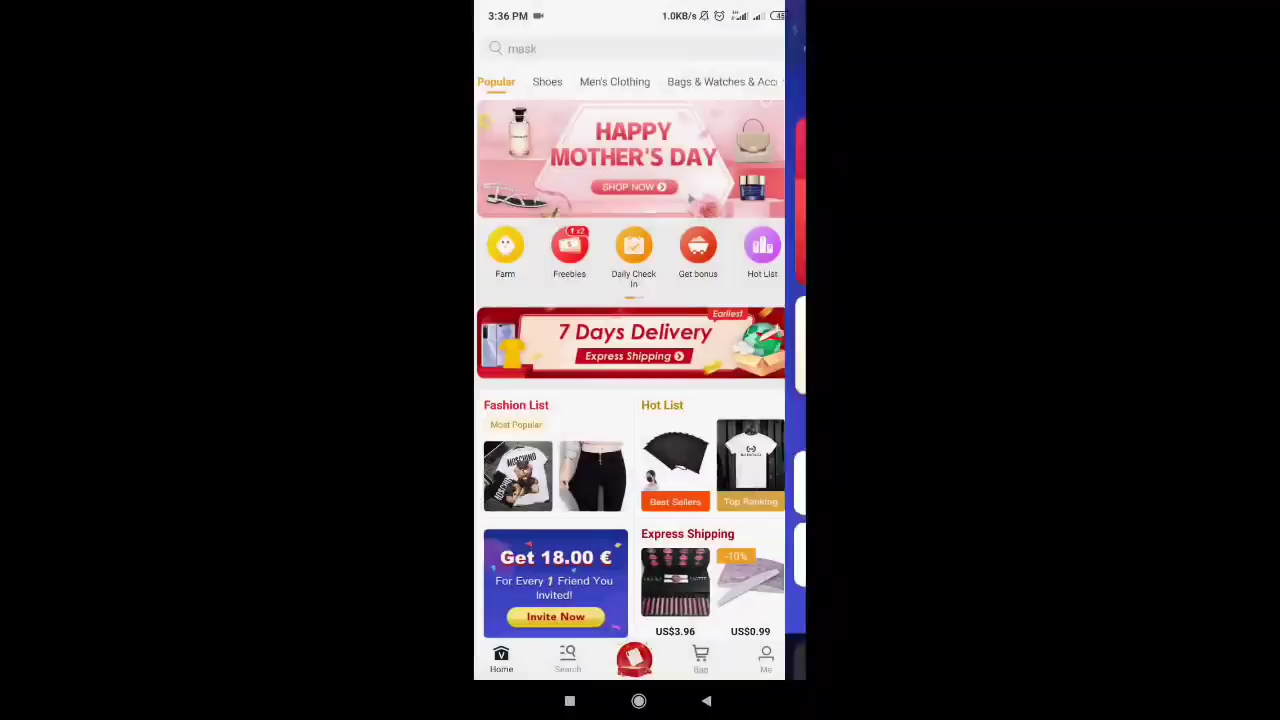 3:36 PM
1.0KB/s
45
mask
Popular
Shoes
Men's Clothing
Bags & Watches & Acc
HAPPY
MOTHER'S DAY
SHOP NOW
x2
Farm
Freebies
Daily Check
In
Get bonus
Hot List
Earliest
7 Days Delivery
Express Shipping
Fashion List
Most Popular
MOSCHINO
Hot List
Best Sellers
Top Ranking
Get 18.00 €
For Every 1 Friend You
Invited!
Invite Now
Express Shipping
-10%
US$3.96
US$0.99
Home
Search
Bag
Me